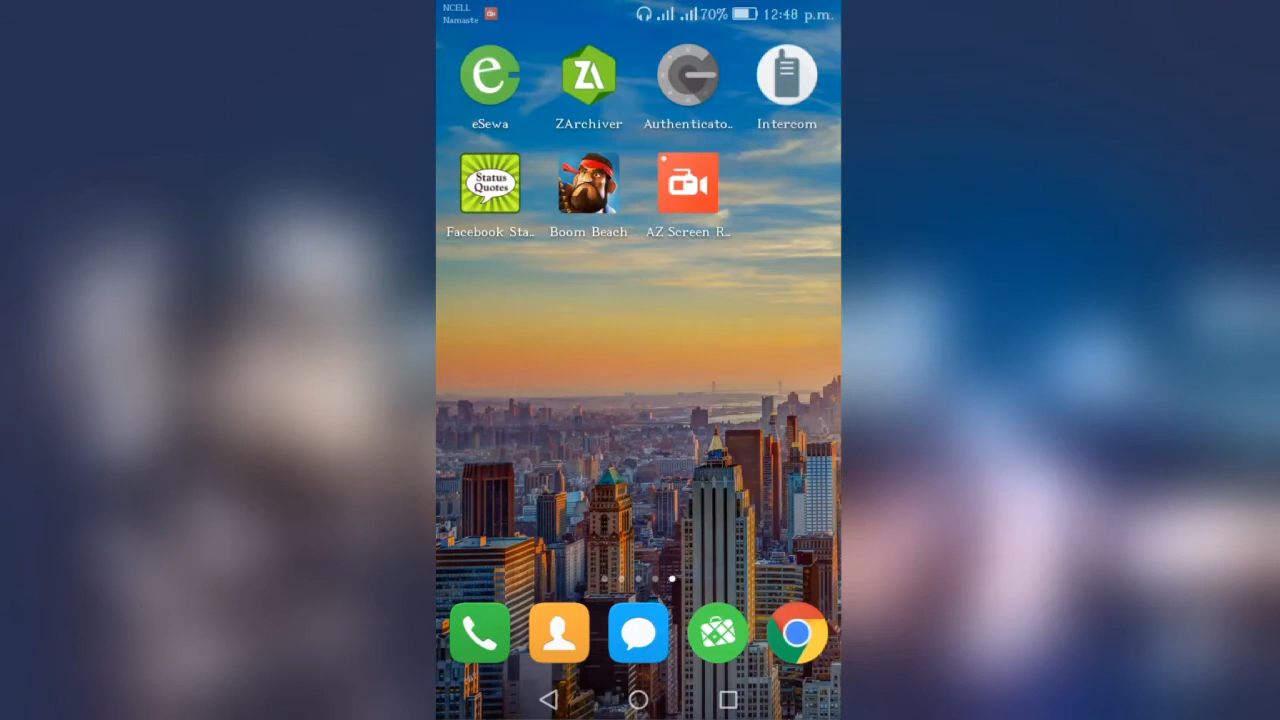 NCELL
Namaste
70% 12:48 p.m.
eSewa ZArchiver Authenticato.. Intercom
Status
Quotes
Facebook Sta.. Boom Beach AZ Screen R..